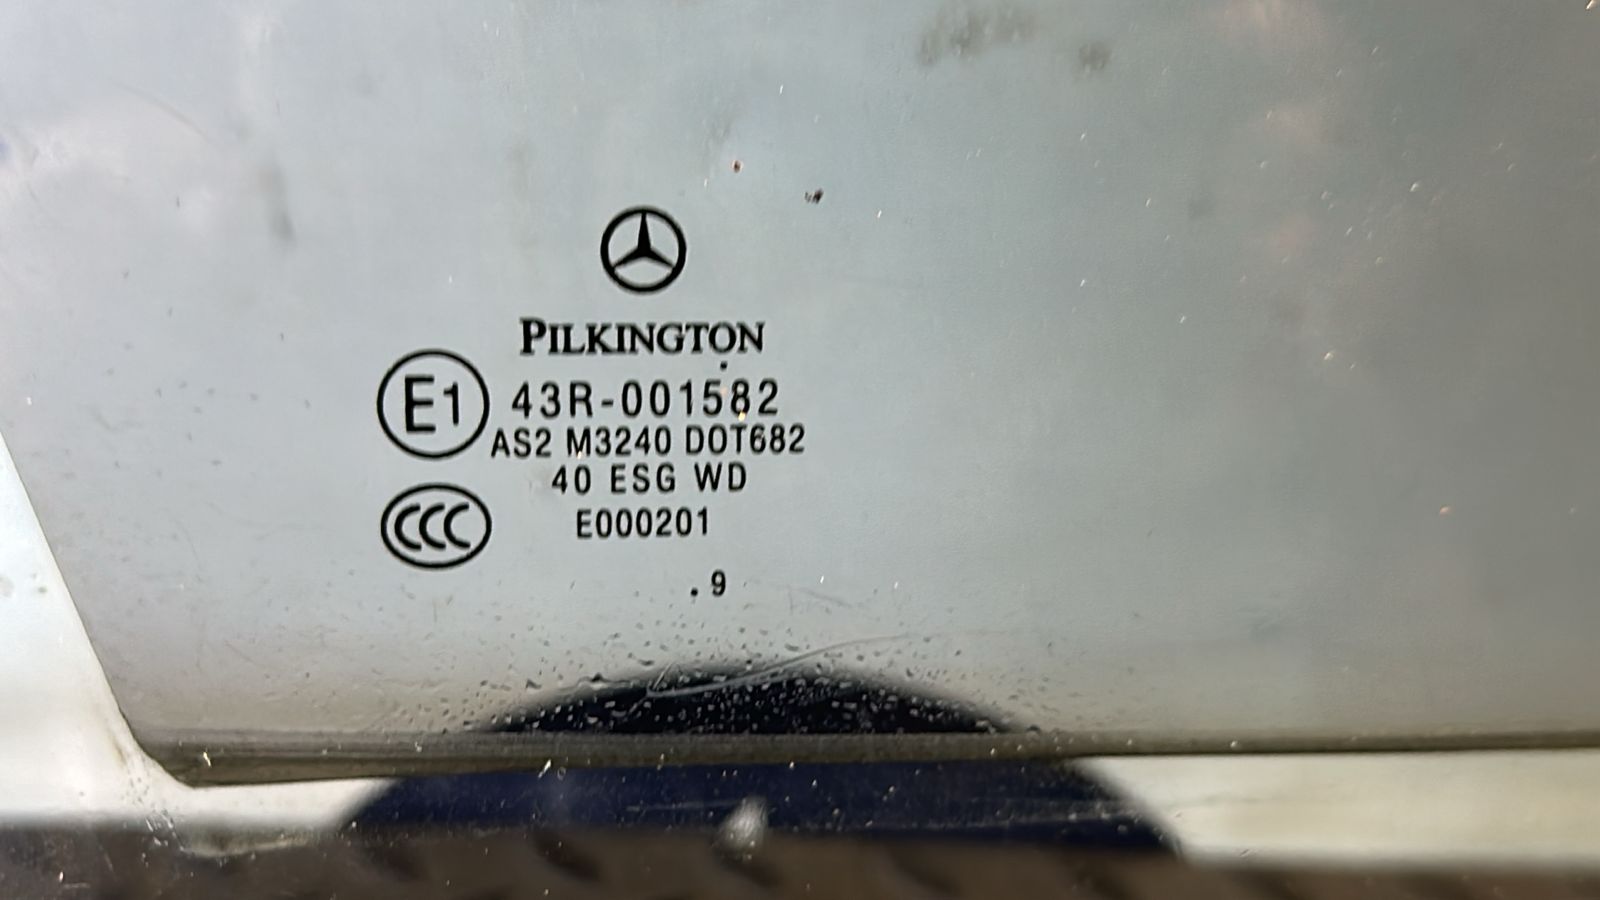 PILKINGTON
E1 43R-001582
AS2 M3240 DOT682
40 ESG WD
CCC E000201
. 9